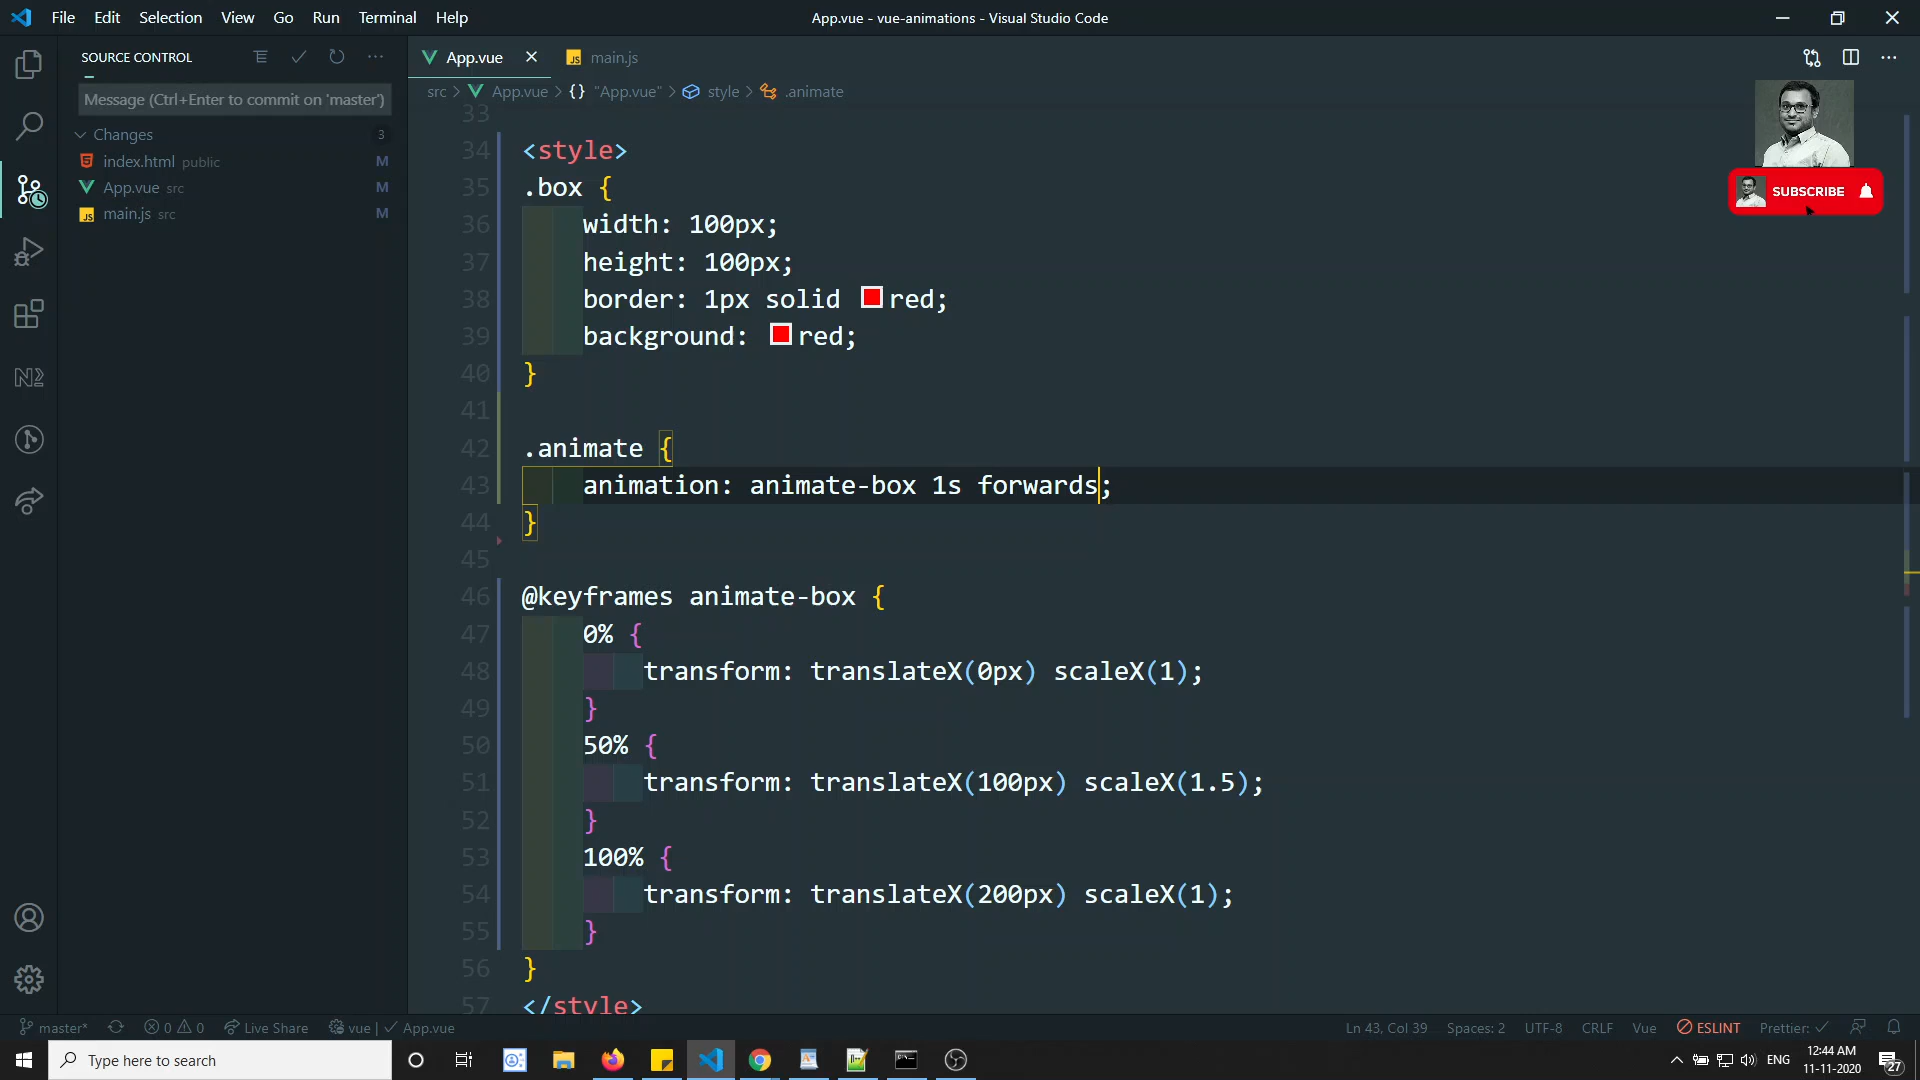 File Edit Selection View Go Run Terminal Help
App.vue - vue-animations - Visual Studio Code
SOURCE CONTROL
Message (Ctrl+Enter to commit on 'master')
Changes 3
index.html public M
App.vue src M
main.js src M
App.vue
JS main.js
src > App.vue > {} "App.vue" > style > .animate
SUBSCRIBE
33
34 <style>
35 .box {
36 width: 100px;
37 height: 100px;
38 border: 1px solid red;
39 background: red;
40 }
41
42 .animate {
43 animation: animate-box 1s forwards;
44 }
45
46 @keyframes animate-box {
47 0% {
48 transform: translateX(0px) scaleX(1);
49 }
50 50% {
51 transform: translateX(100px) scaleX(1.5);
52 }
53 100% {
54 transform: translateX(200px) scaleX(1);
55 }
56 }
57 </style>
master* 0 0 Live Share vue | App.vue
Ln 43, Col 39 Spaces: 2 UTF-8 CRLF Vue ESLINT Prettier:
Type here to search
ENG
12:44 AM
11-11-2020
27